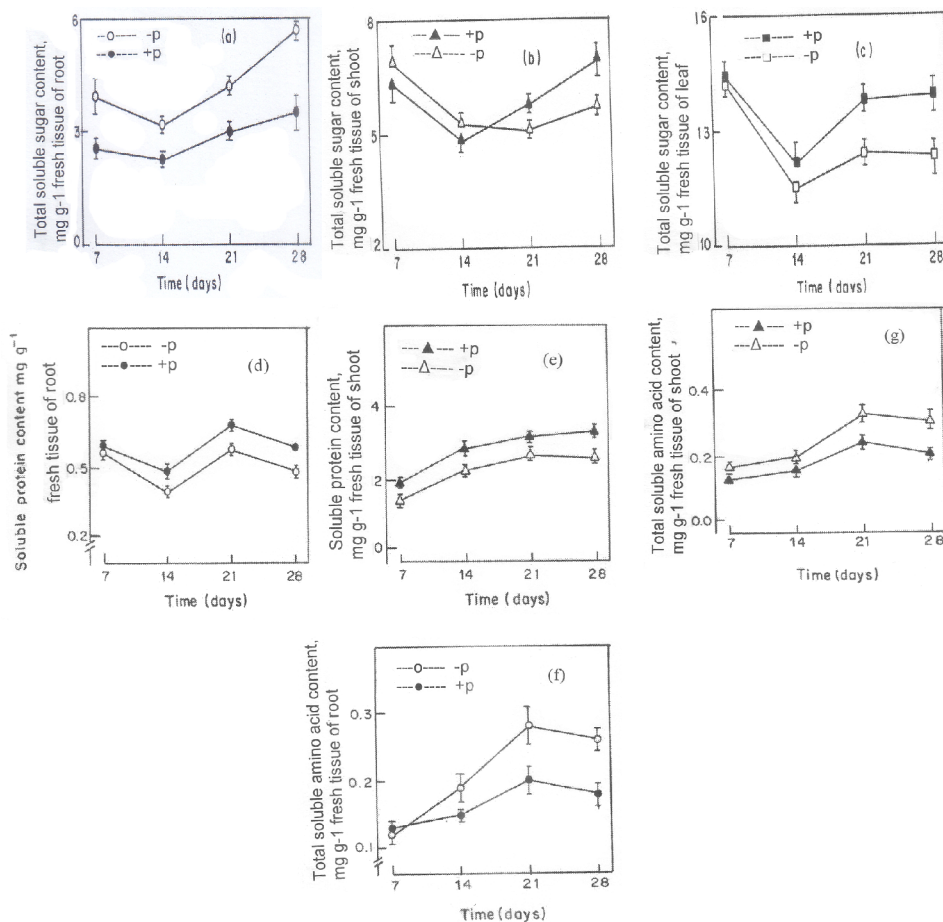 Total soluble sugar content,
mg g-1 fresh tissue of root
6
3
0
-p
+p
(a)
7 14 21 28
Time (days)
Total soluble sugar content,
mg g-1 fresh tissue of shoot
8
5
2
+p
-p
(b)
7 14 21 28
Time (days)
Total soluble sugar content,
mg g-1 fresh tissue of leaf
16
13
10
+p
-p
(c)
7 14 21 28
Time (days)
Soluble protein content mg g-1
fresh tissue of root
0.8
0.5
0.2
-p
+p
(d)
7 14 21 28
Time (days)
Soluble protein content,
mg g-1 fresh tissue of shoot
4
2
0
+p
-p
(e)
7 14 21 28
Time (days)
Total soluble amino acid content,
mg g-1 fresh tissue of shoot
0.4
0.2
0.0
+p
-p
(g)
7 14 21 28
Time (days)
Total soluble amino acid content,
mg g-1 fresh tissue of root
0.3
0.2
0.1
-p
+p
(f)
7 14 21 28
Time (days)